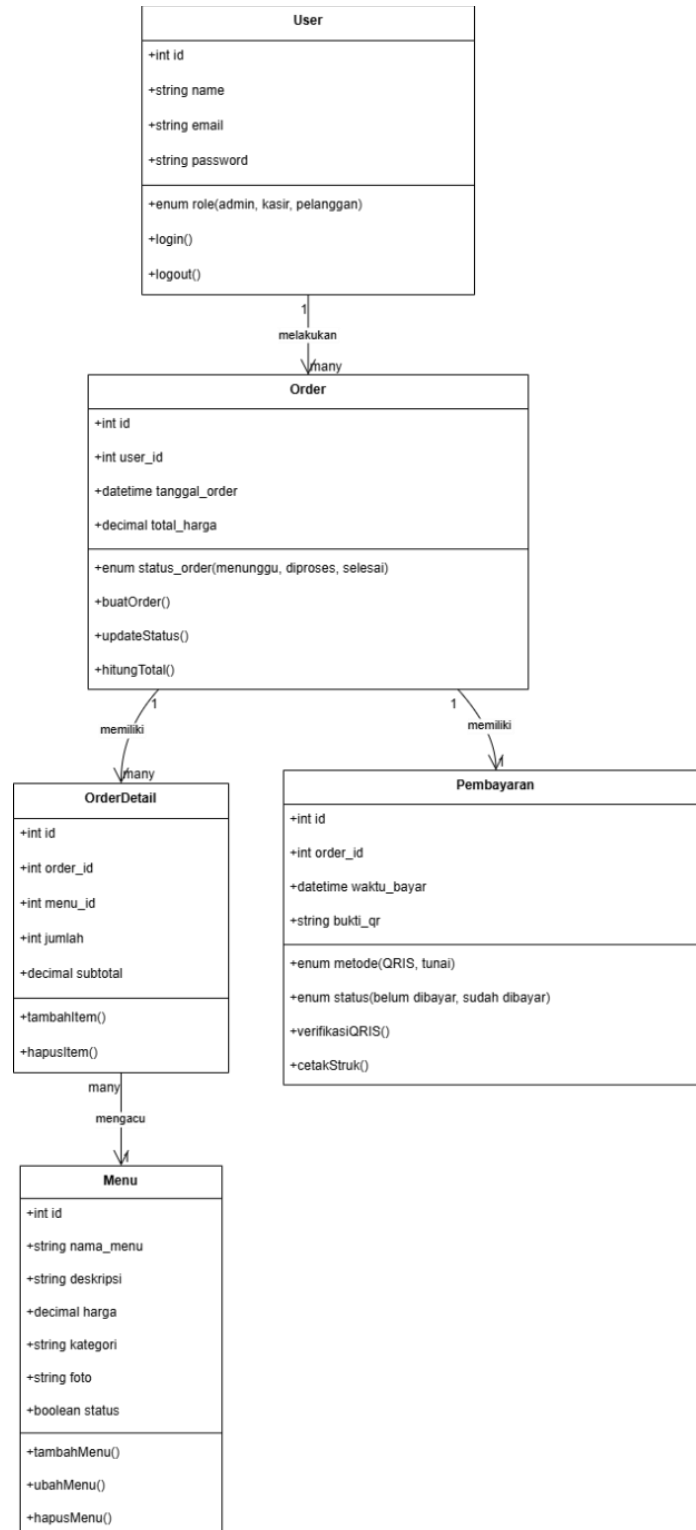 User
+int id
+string name
+string email
+string password
+enum role(admin, kasir, pelanggan)
+login()
+logout()
1
melakukan
many
Order
+int id
+int user_id
+datetime tanggal_order
+decimal total_harga
+enum status_order(menunggu, diproses, selesai)
+buatOrder()
+updateStatus()
+hitungTotal()
1
memiliki
many
1
memiliki
1
OrderDetail
+int id
+int order_id
+int menu_id
+int jumlah
+decimal subtotal
+tambahItem()
+hapusItem()
Pembayaran
+int id
+int order_id
+datetime waktu_bayar
+string bukti_qr
+enum metode(QRIS, tunai)
+enum status(belum dibayar, sudah dibayar)
+verifikasiQRIS()
+cetakStruk()
many
mengacu
1
Menu
+int id
+string nama_menu
+string deskripsi
+decimal harga
+string kategori
+string foto
+boolean status
+tambahMenu()
+ubahMenu()
+hapusMenu()